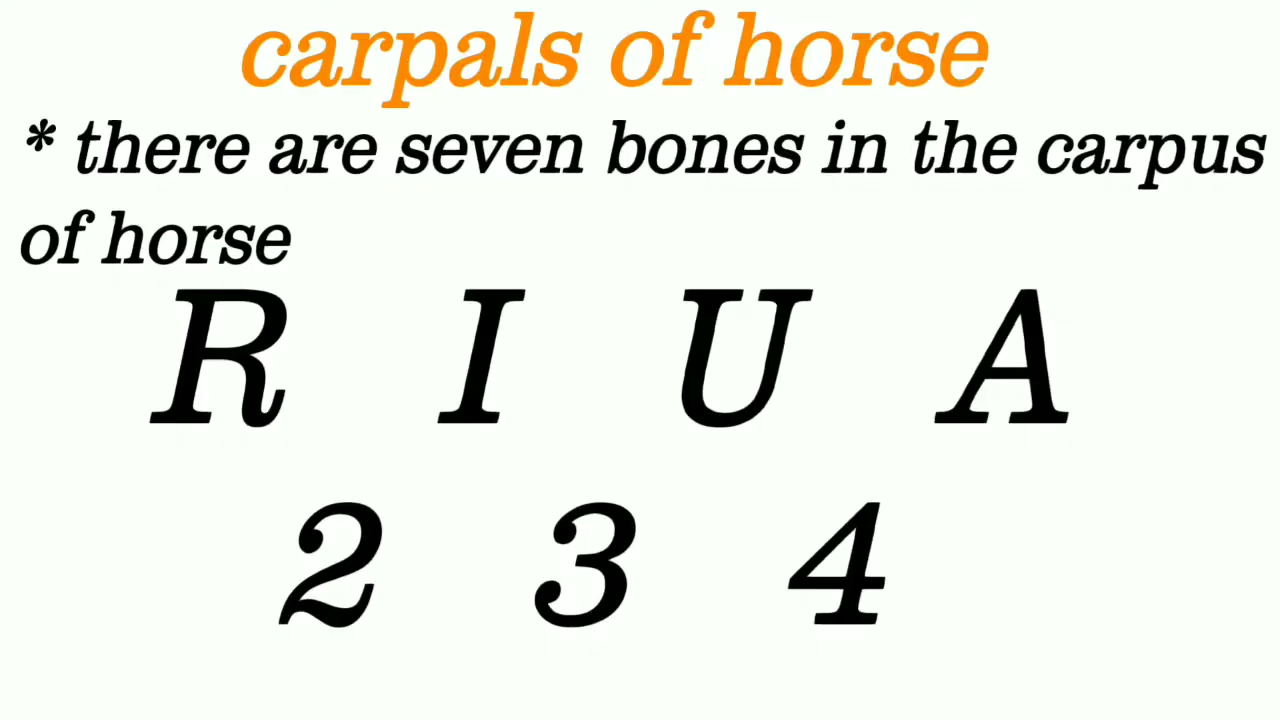 carpals of horse
* there are seven bones in the carpus
of horse
R I U A
2 3 4